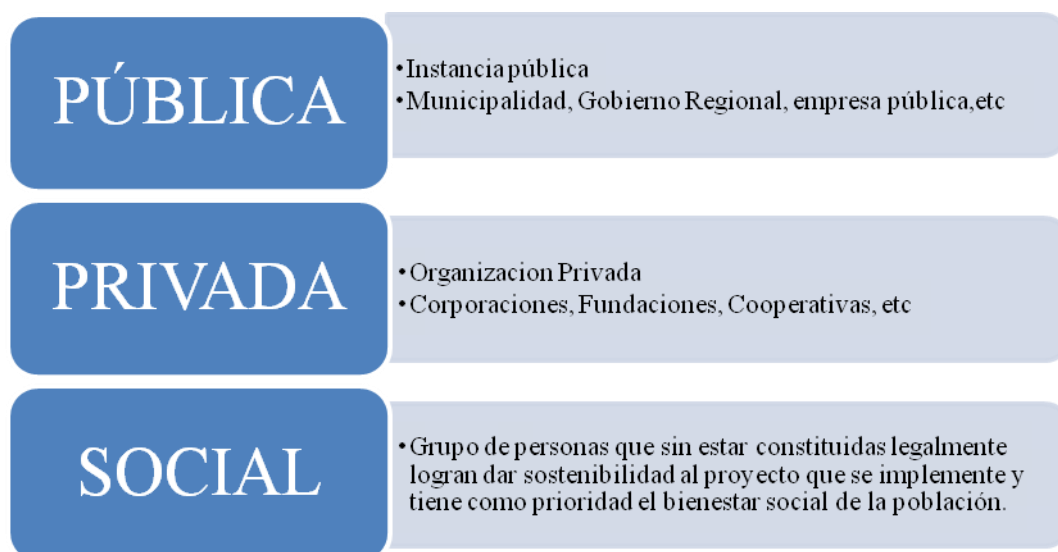 PÚBLICA
•Instancia pública
•Municipalidad, Gobierno Regional, empresa pública,etc
PRIVADA
•Organizacion Privada
•Corporaciones, Fundaciones, Cooperativas, etc
SOCIAL
•Grupo de personas que sin estar constituidas legalmente
logran dar sostenibilidad al proyecto que se implemente y
tiene como prioridad el bienestar social de la población.